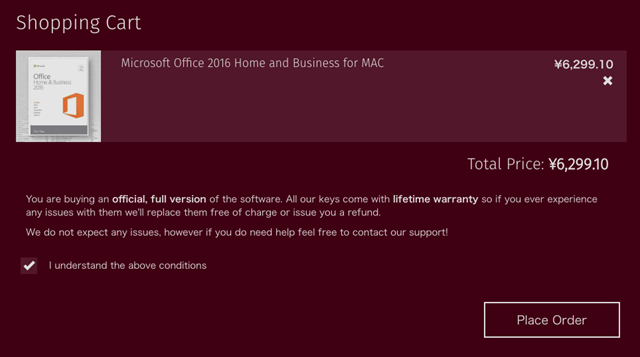 Shopping Cart
Microsoft Office 2016 Home and Business for MAC
¥6,299.10
Office
Home & Business
2016
Total Price: ¥6,299.10
You are buying an official, full version of the software. All our keys come with lifetime warranty so if you ever experience
any issues with them we'll replace them free of charge or issue you a refund.
We do not expect any issues, however if you do need help feel free to contact our support!
I understand the above conditions
Place Order